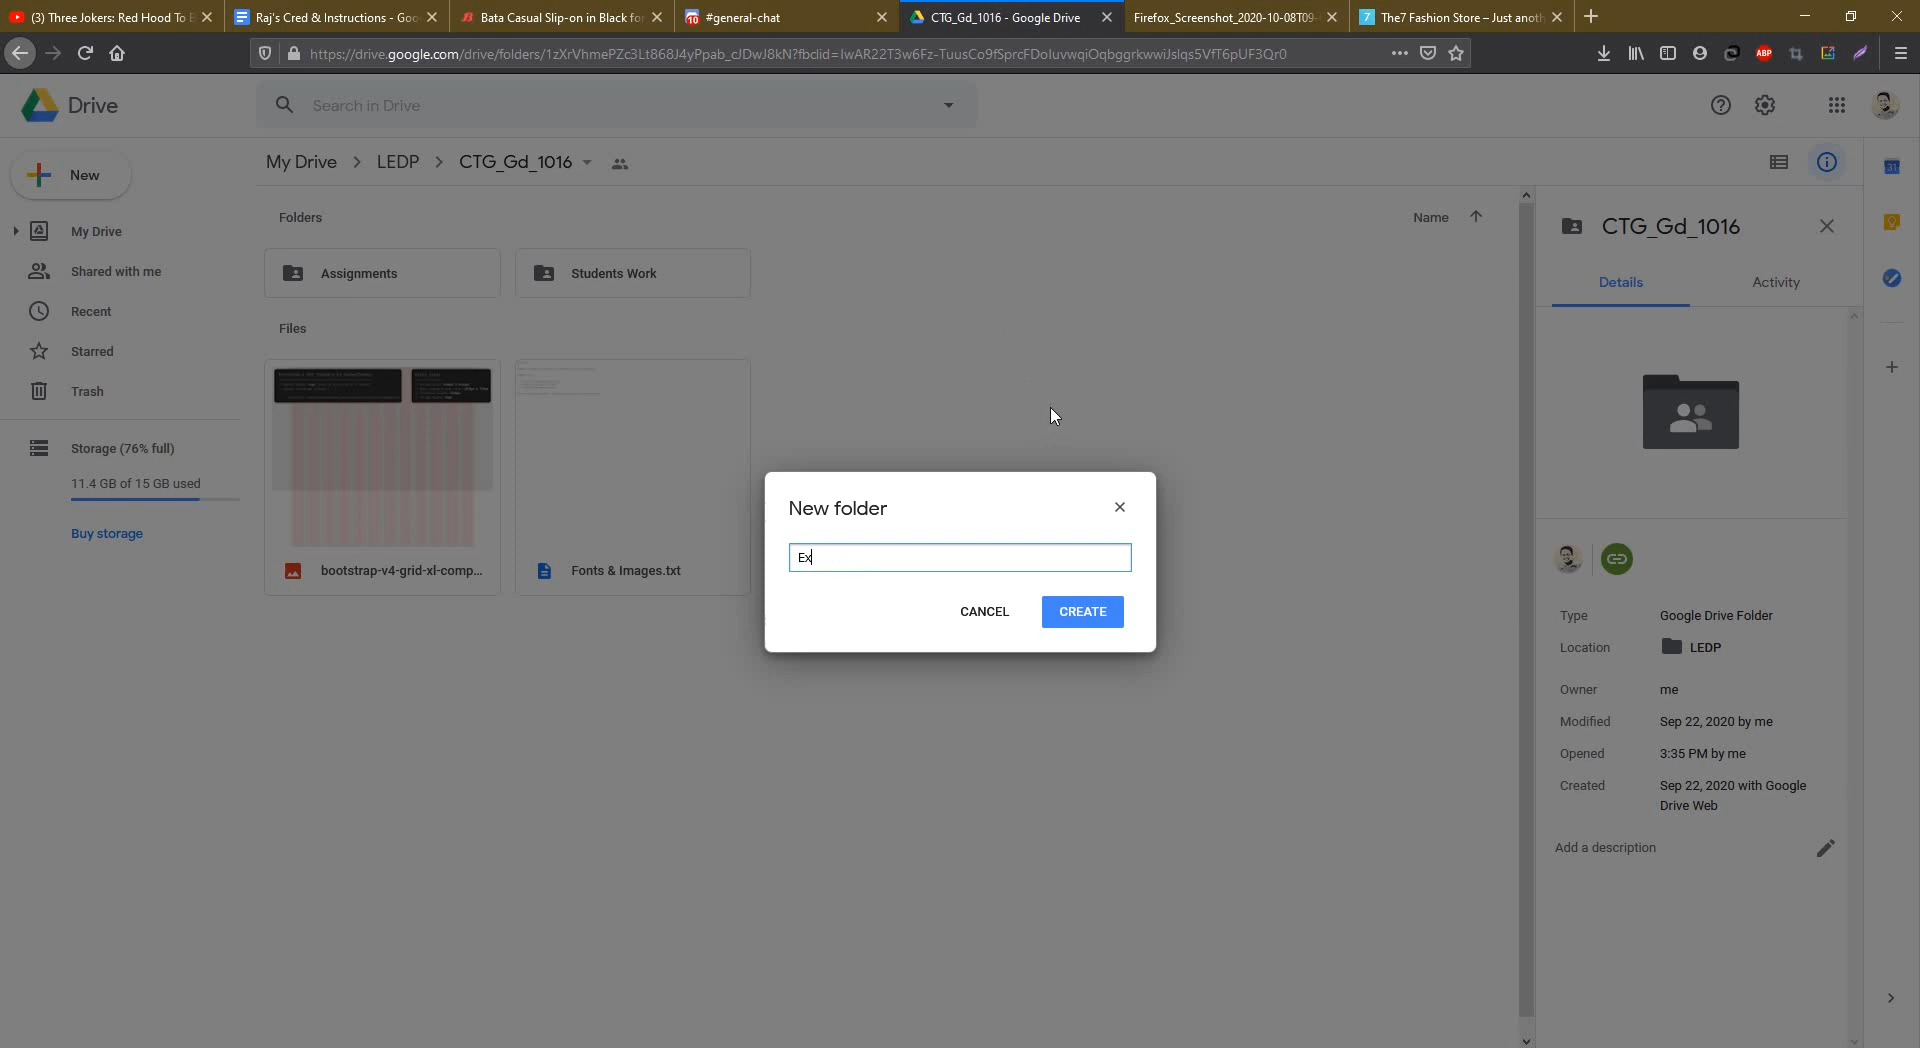 (3) Three Jokers: Red Hood To B
Raj's Cred & Instructions - Goo
Bata Casual Slip-on in Black for
#general-chat
CTG_Gd_1016 - Google Drive
Firefox_Screenshot_2020-10-08T09-
The7 Fashion Store – Just anoth
https://drive.google.com/drive/folders/1zXrVhmePZc3Lt868J4yPpab_cJDwJ8kN?fbclid=IwAR22T3w6Fz-TuusCo9fSprcFDoIuvwqiOqbggrkwwiJsIqs5VfT6pUF3Qr0
ABP
Drive
Search in Drive
New
My Drive > LEDP > CTG_Gd_1016
31
My Drive
Shared with me
Recent
Starred
Trash
Storage (76% full)
11.4 GB of 15 GB used
Buy storage
Folders
Name
Assignments
Students Work
Files
bootstrap-v4-grid-xl-comp...
Fonts & Images.txt
New folder
Ex
CANCEL
CREATE
CTG_Gd_1016
Details
Activity
Type
Google Drive Folder
Location
LEDP
Owner
me
Modified
Sep 22, 2020 by me
Opened
3:35 PM by me
Created
Sep 22, 2020 with Google
Drive Web
Add a description